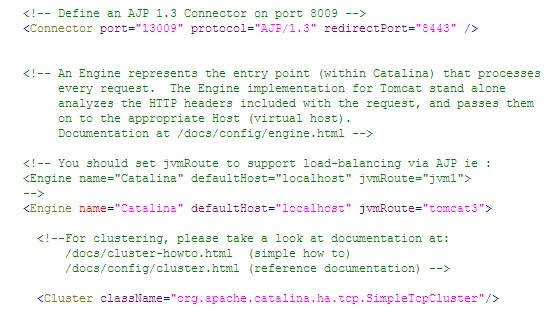 <!-- Define an AJP 1.3 Connector on port 8009 -->
<Connector port="13009" protocol="AJP/1.3" redirectPort="8443" />
<!-- An Engine represents the entry point (within Catalina) that processes
every request.  The Engine implementation for Tomcat stand alone
analyzes the HTTP headers included with the request, and passes them
on to the appropriate Host (virtual host).
Documentation at /docs/config/engine.html -->
<!-- You should set jvmRoute to support load-balancing via AJP ie :
<Engine name="Catalina" defaultHost="localhost" jvmRoute="jvm1">
-->
<Engine name="Catalina" defaultHost="localhost" jvmRoute="tomcat3">
<!--For clustering, please take a look at documentation at:
/docs/cluster-howto.html  (simple how to)
/docs/config/cluster.html (reference documentation) -->
<Cluster className="org.apache.catalina.ha.tcp.SimpleTcpCluster"/>